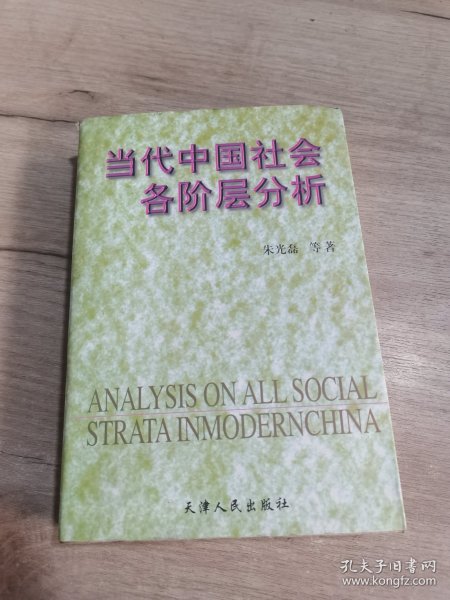 当代中国社会
各阶层分析
朱光磊 等著
ANALYSIS ON ALL SOCIAL
STRATA INMODERNCHINA
天津人民出版社
孔夫子旧书网
www.kongfz.com